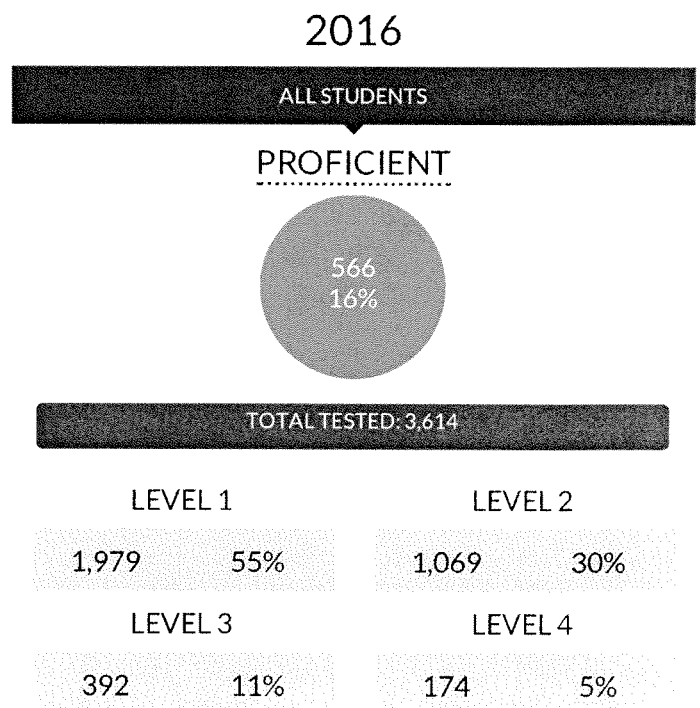 2016
ALL STUDENTS
PROFICIENT
566
16%
TOTAL TESTED: 3,614
LEVEL 1 LEVEL 2
1,979 55% 1,069 30%
LEVEL 3 LEVEL 4
392 11% 174 5%